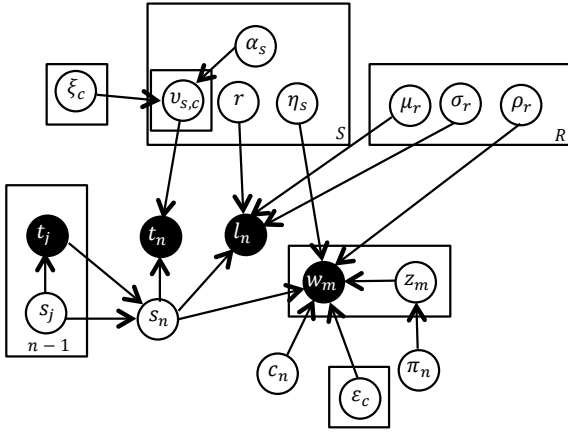 α_s
ξ_c
υ_{s,c}
r
η_s
S
μ_r
σ_r
ρ_r
R
t_j
t_n
l_n
w_m
z_m
s_j
s_n
n − 1
c_n
ε_c
π_n